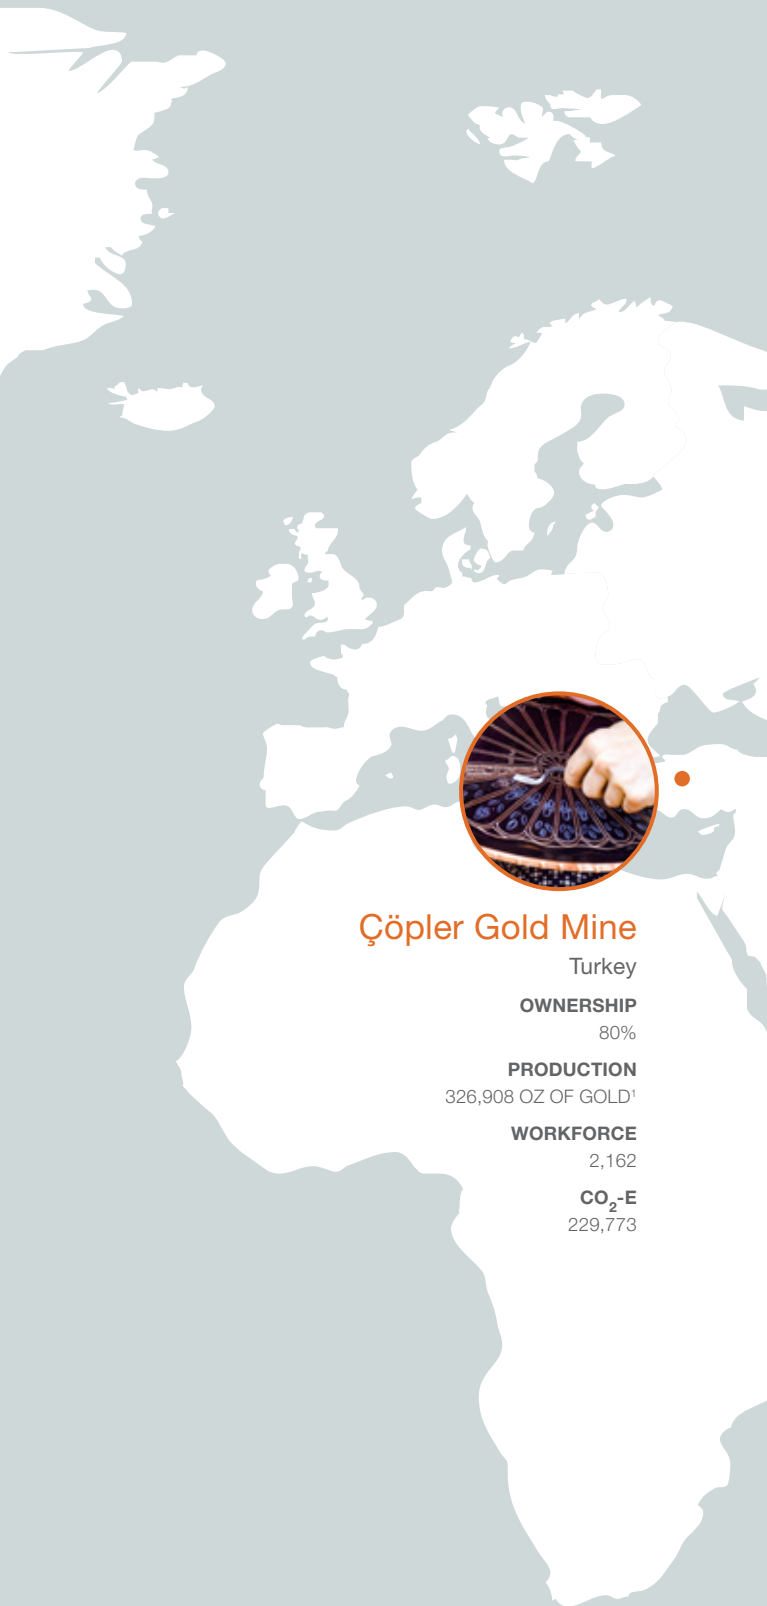 Çöpler Gold Mine
Turkey
OWNERSHIP
80%
PRODUCTION
326,908 OZ OF GOLD¹
WORKFORCE
2,162
CO₂-E
229,773